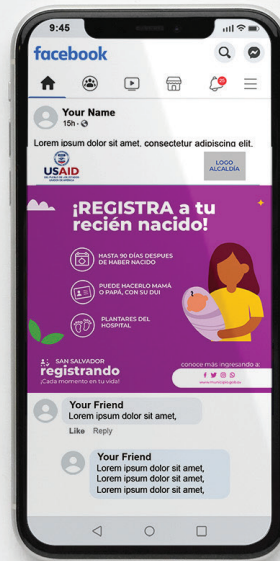 9:45
facebook
Your Name
15h ·
Lorem ipsum dolor sit amet, consectetur adipiscing elit.
USAID
LOGO
ALCALDÍA
¡REGISTRA a tu
recién nacido!
HASTA 90 DÍAS DESPUES
DE HABER NACIDO
PUEDE HACERLO MAMÁ
O PAPÁ, CON SU DUI
PLANTARES DEL
HOSPITAL
SAN SALVADOR
registrando
¡Cada momento en tu vida!
conoce más ingresando a:
Your Friend
Lorem ipsum dolor sit amet,
Like Reply
Your Friend
Lorem ipsum dolor sit amet,
Lorem ipsum dolor sit amet,
Lorem ipsum dolor sit amet,